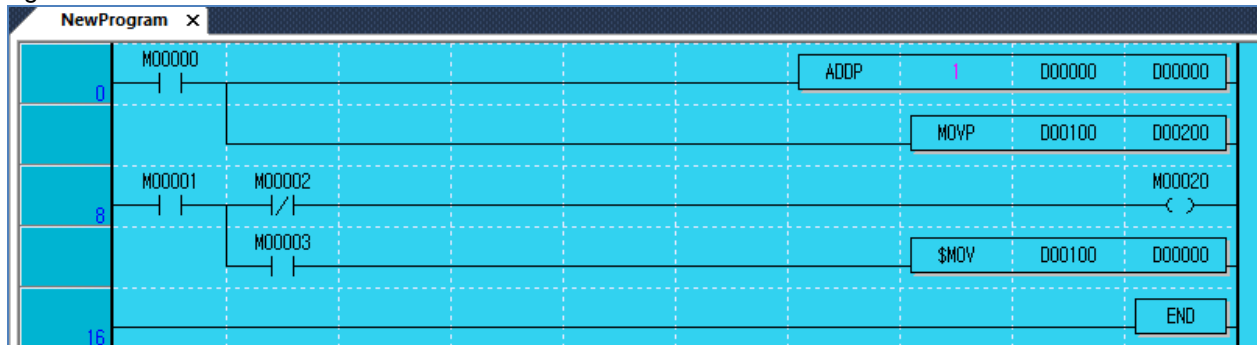 NewProgram X
M00000
0 ADDP 1 D00000 D00000
MOVP D00100 D00200
M00001 M00002 M00020
8
M00003
$MOV D00100 D00000
END
16